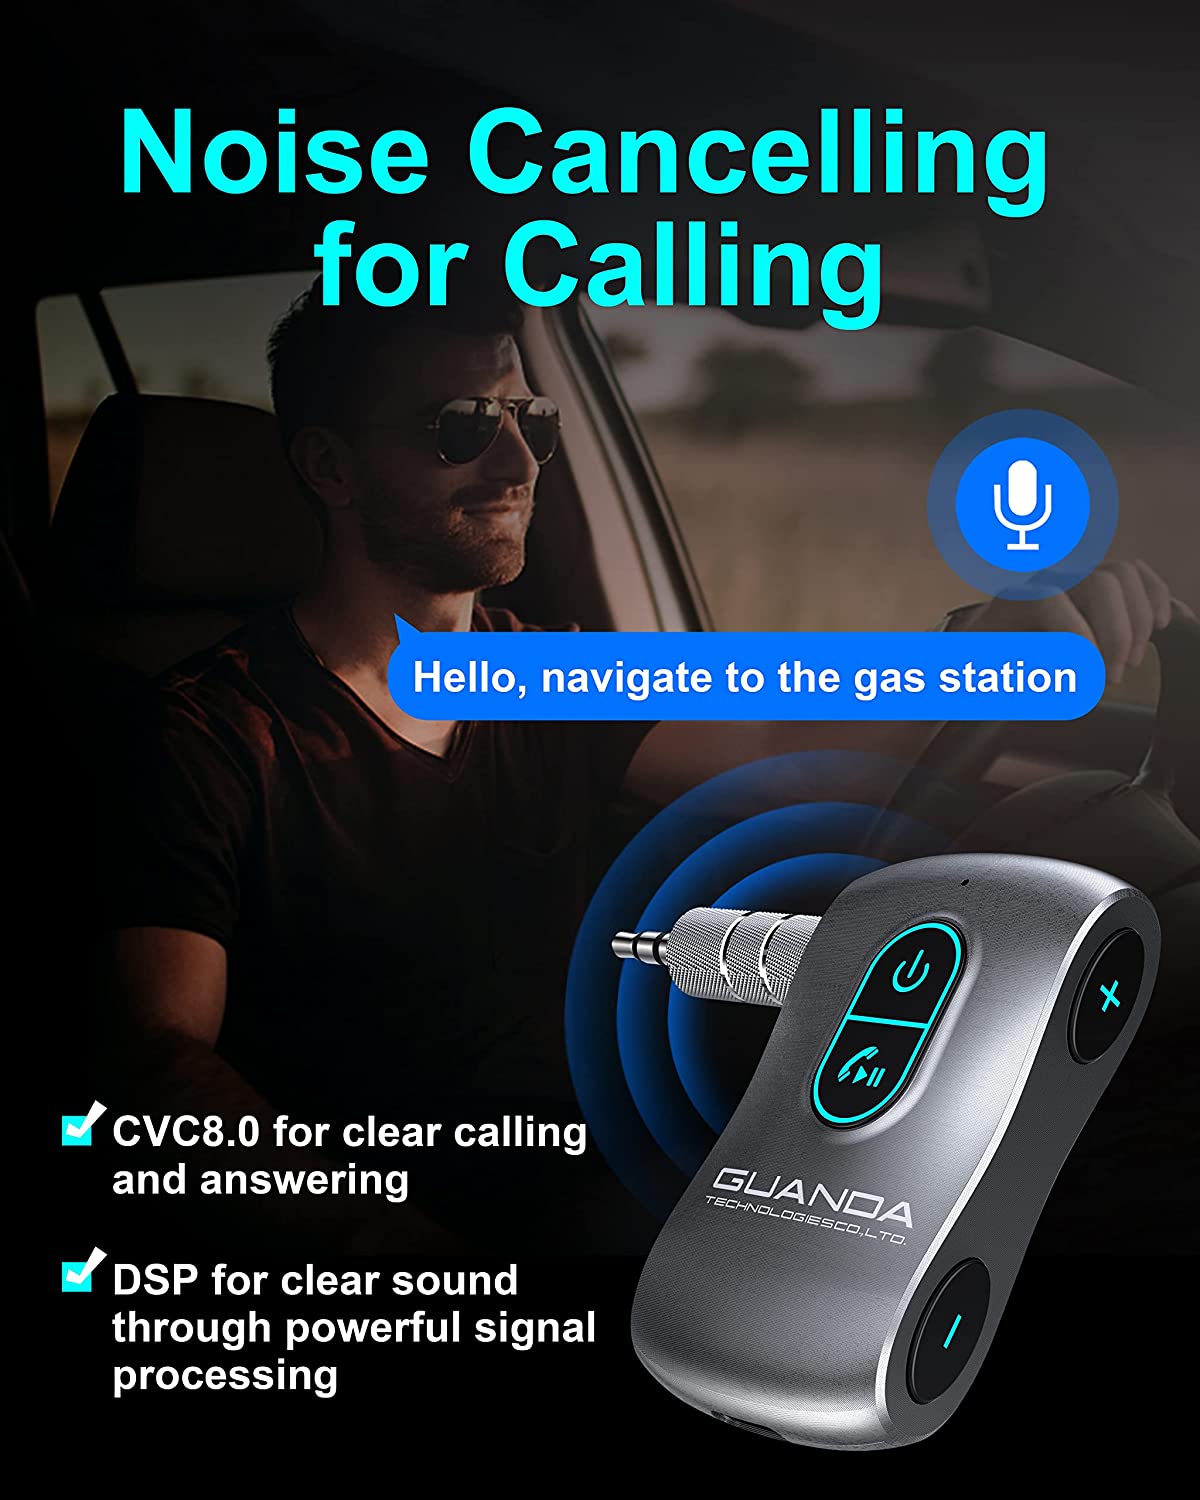 Noise Cancelling
for Calling
Hello, navigate to the gas station
CVC8.0 for clear calling
and answering
DSP for clear sound
through powerful signal
processing
GUANDA
TECHNOLOGIESCO.,LTD.